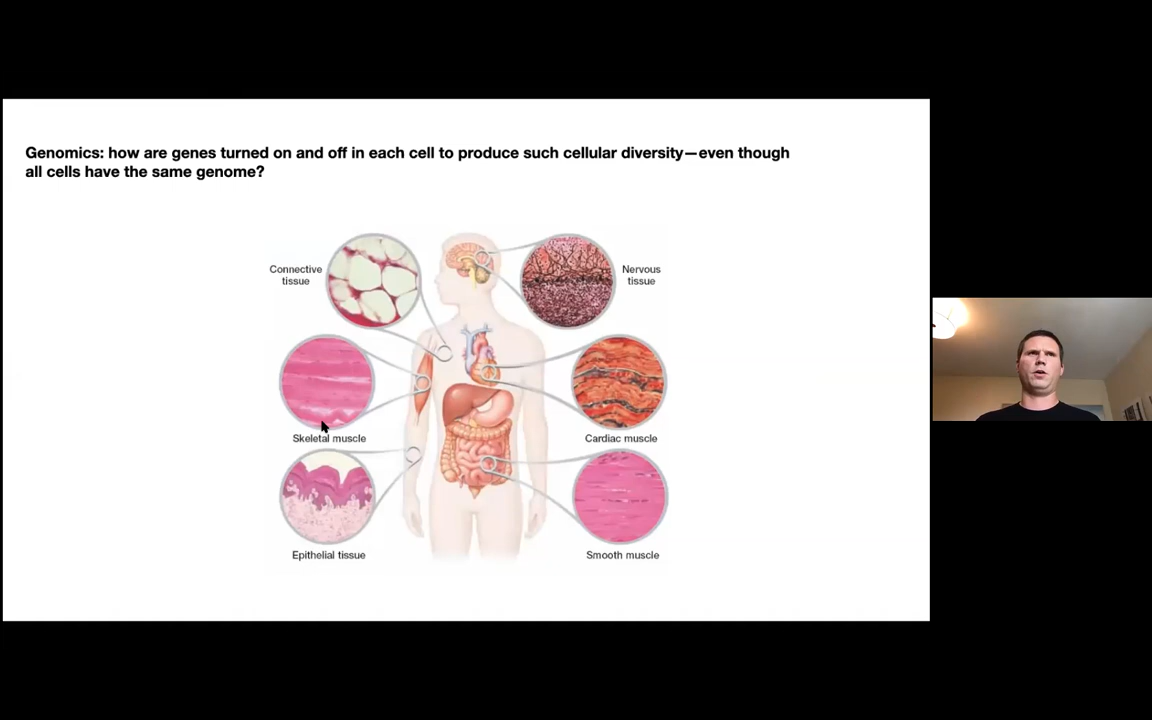 Genomics: how are genes turned on and off in each cell to produce such cellular diversity—even though
all cells have the same genome?
Connective
tissue
Nervous
tissue
Skeletal muscle
Cardiac muscle
Epithelial tissue
Smooth muscle